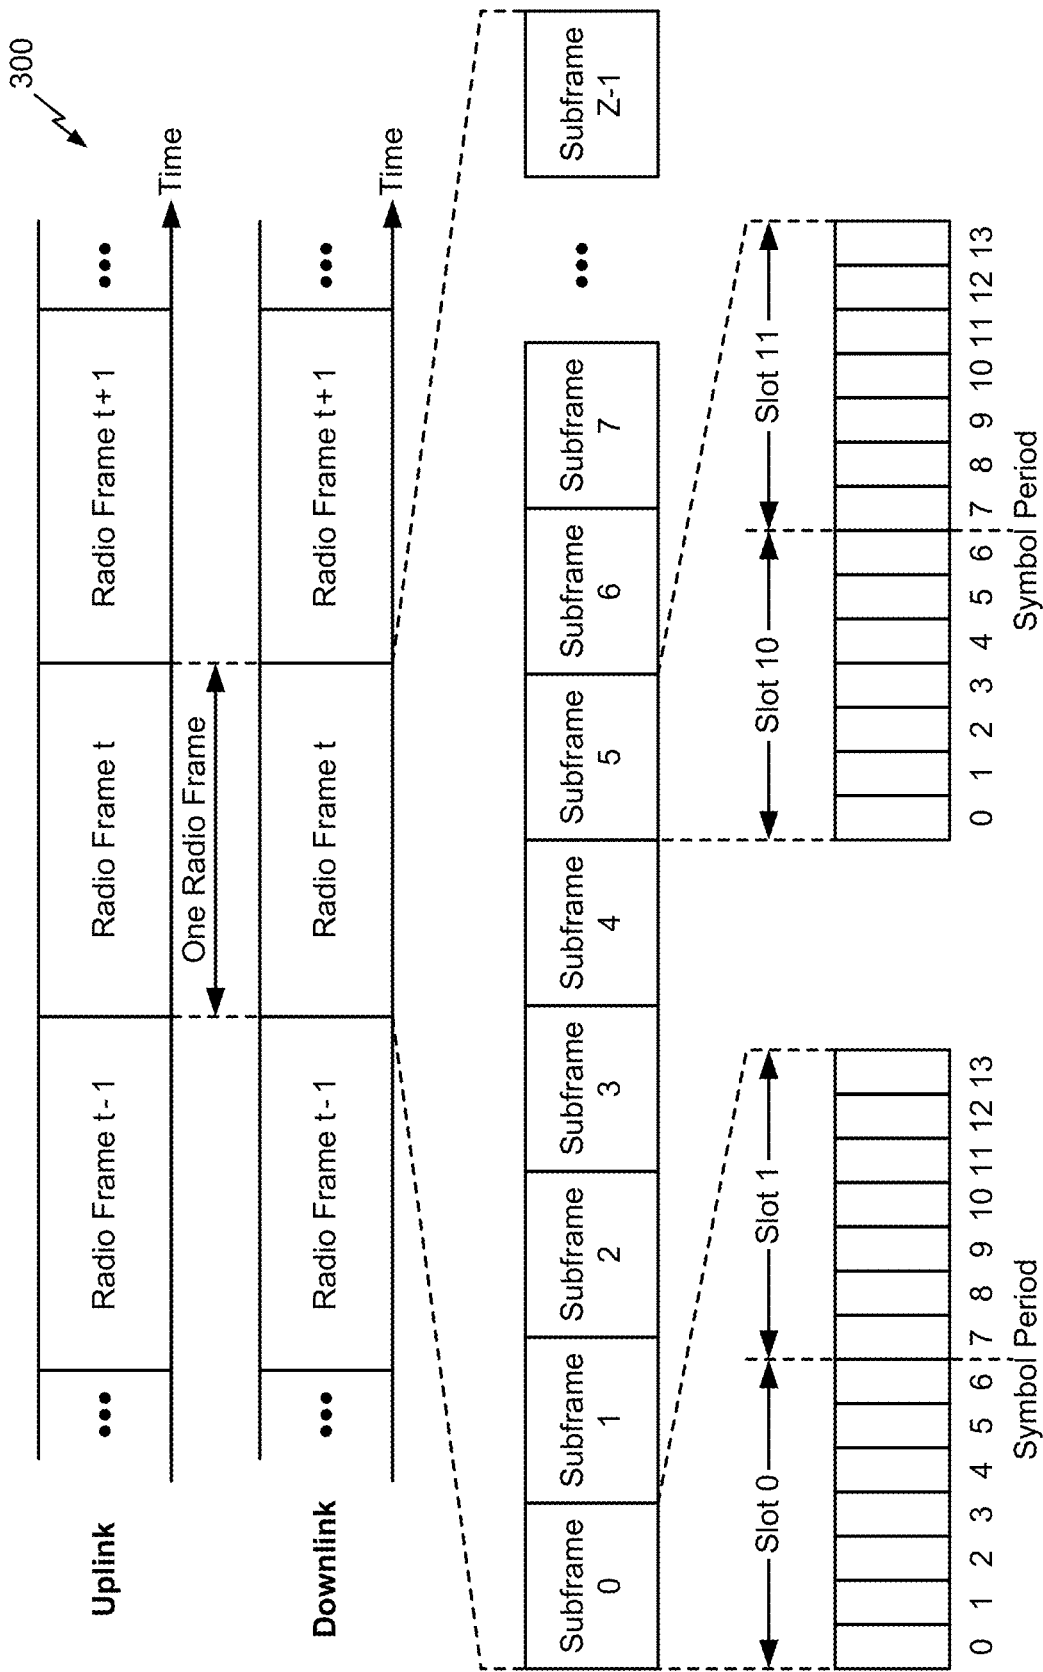 300
Uplink
••• Radio Frame t - 1 Radio Frame t Radio Frame t + 1 •••
Time
One Radio Frame
Downlink
••• Radio Frame t - 1 Radio Frame t Radio Frame t + 1 •••
Time
Subframe 0
Subframe 1
Subframe 2
Subframe 3
Subframe 4
Subframe 5
Subframe 6
Subframe 7
•••
Subframe Z-1
Slot 0 Slot 1
0 1 2 3 4 5 6 7 8 9 10 11 12 13
Symbol Period
Slot 10 Slot 11
0 1 2 3 4 5 6 7 8 9 10 11 12 13
Symbol Period